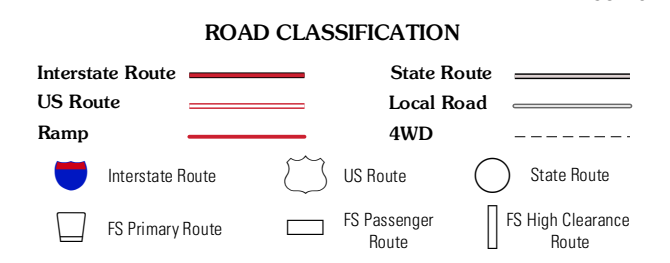 ROAD CLASSIFICATION
Interstate Route
State Route
US Route
Local Road
Ramp
4WD
Interstate Route
US Route
State Route
FS Primary Route
FS Passenger
Route
FS High Clearance
Route